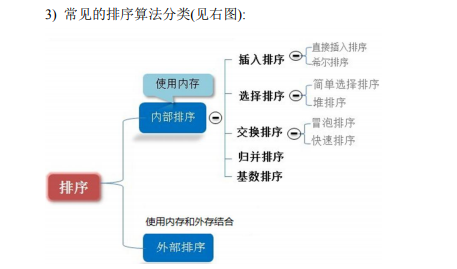 3) 常见的排序算法分类(见右图):
直接插入排序
插入排序
希尔排序
使用内存
简单选择排序
选择排序
堆排序
内部排序
冒泡排序
交换排序
快速排序
归并排序
基数排序
排序
使用内存和外存结合
外部排序